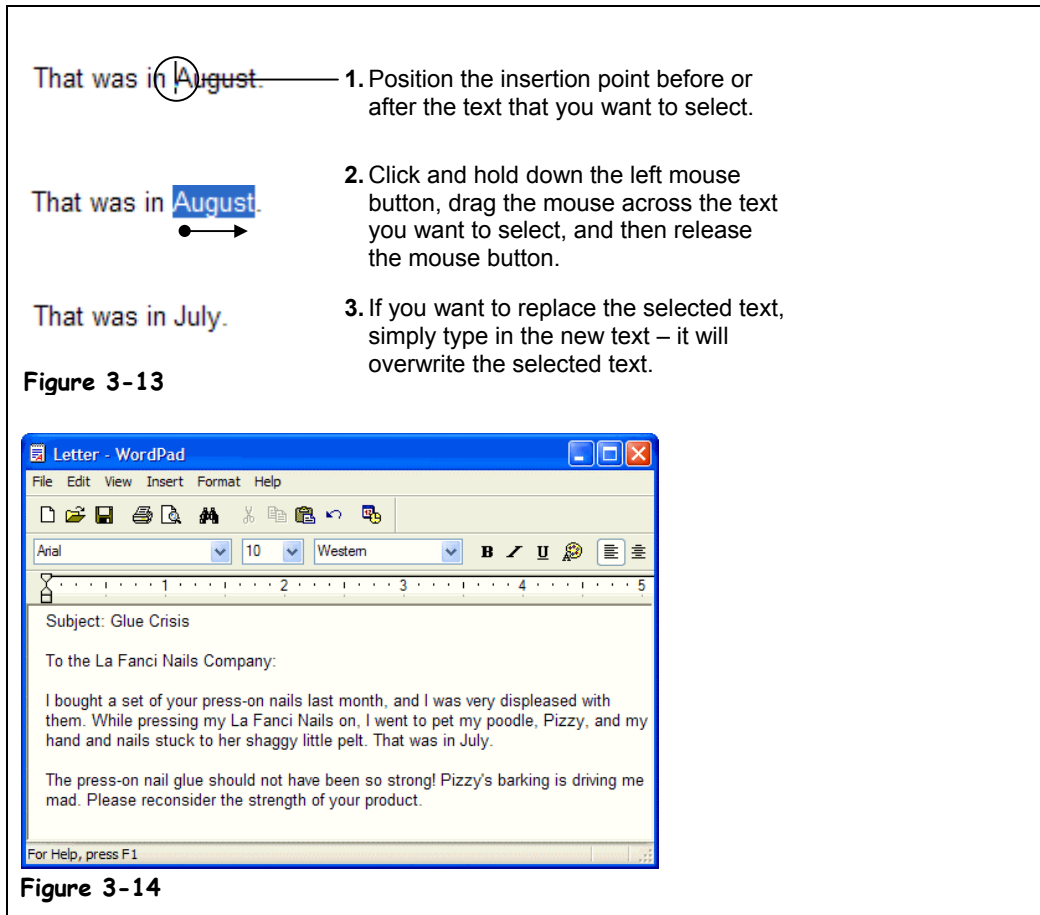 That was in August.
1. Position the insertion point before or
after the text that you want to select.
That was in August.
2. Click and hold down the left mouse
button, drag the mouse across the text
you want to select, and then release
the mouse button.
That was in July.
3. If you want to replace the selected text,
simply type in the new text – it will
overwrite the selected text.
Figure 3-13
Letter - WordPad
File Edit View Insert Format Help
Arial 10 Western B I U
1 2 3 4 5
Subject: Glue Crisis
To the La Fanci Nails Company:
I bought a set of your press-on nails last month, and I was very displeased with
them. While pressing my La Fanci Nails on, I went to pet my poodle, Pizzy, and my
hand and nails stuck to her shaggy little pelt. That was in July.
The press-on nail glue should not have been so strong! Pizzy's barking is driving me
mad. Please reconsider the strength of your product.
For Help, press F1
Figure 3-14